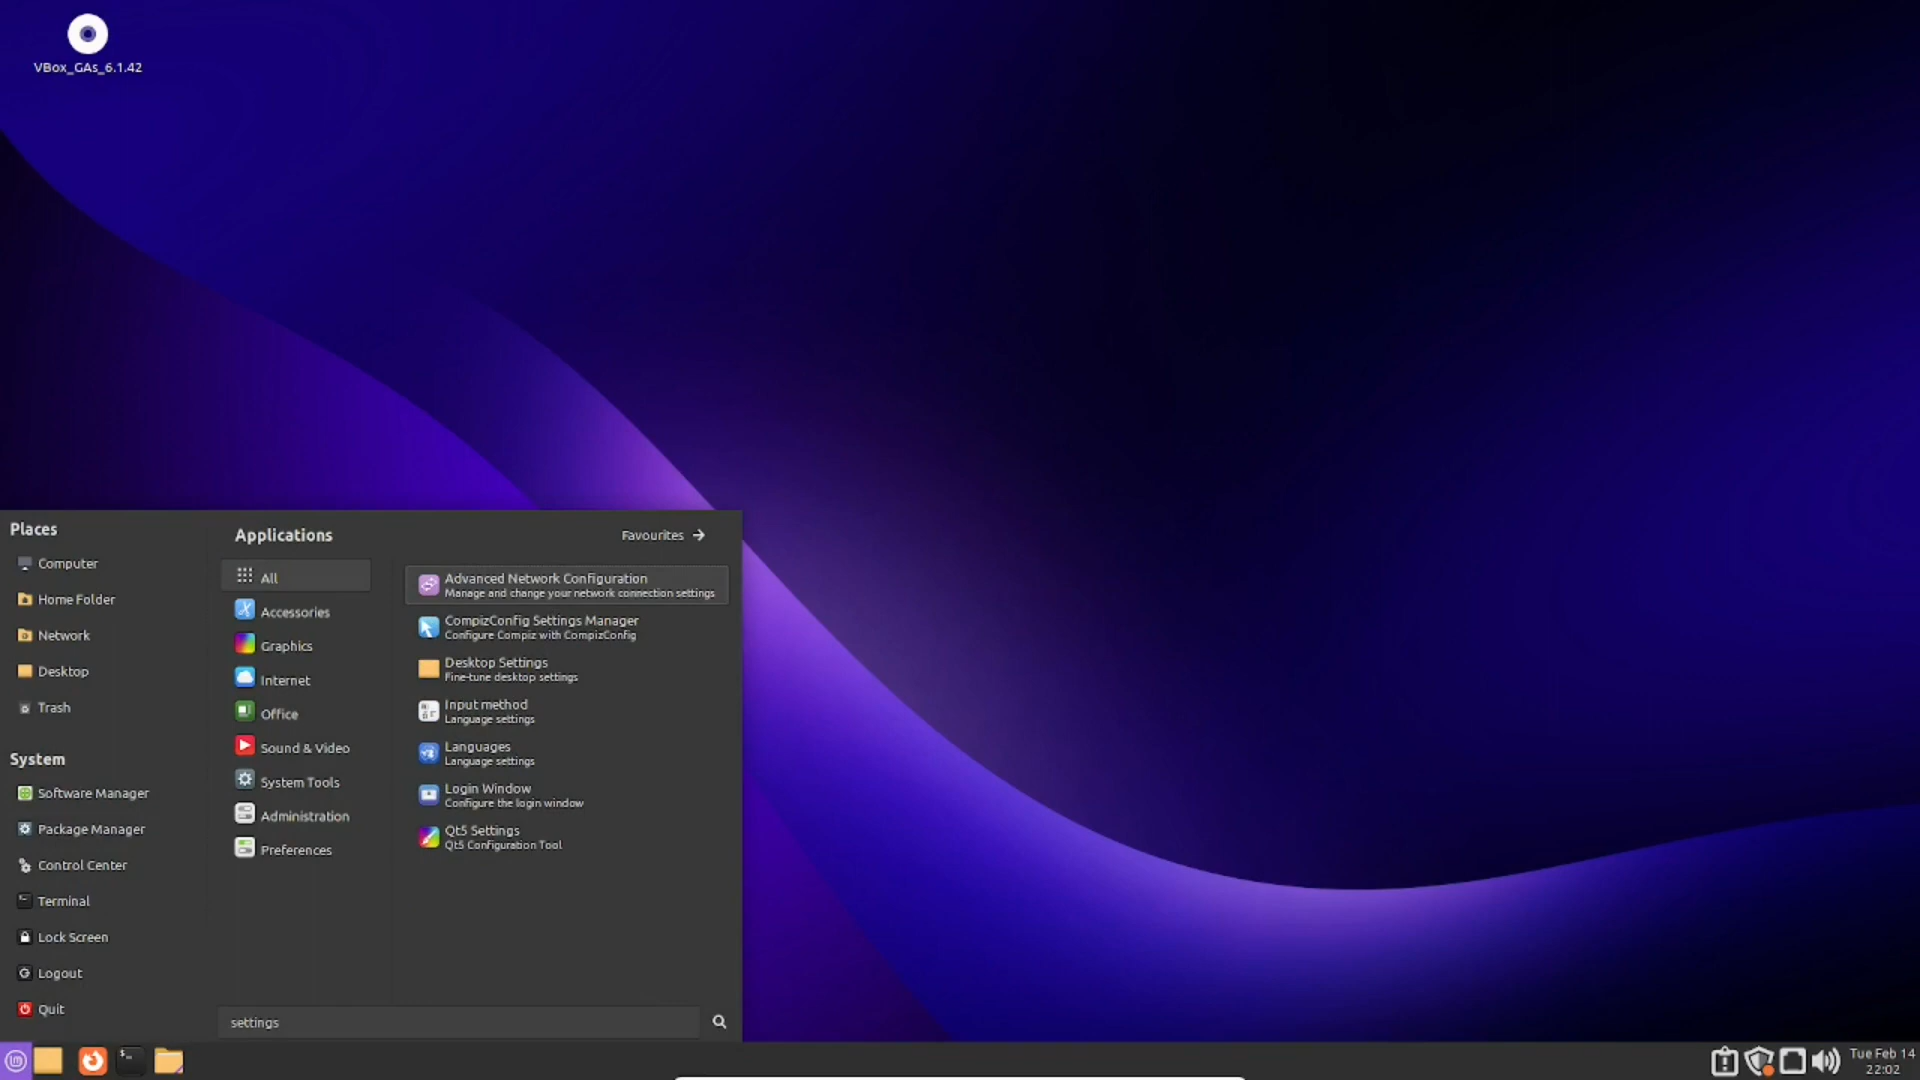 VBox_GAs_6.1.42
Places
Computer
Home Folder
Network
Desktop
Trash
System
Software Manager
Package Manager
Control Center
Terminal
Lock Screen
Logout
Quit
Applications
Favourites
All
Accessories
Graphics
Internet
Office
Sound & Video
System Tools
Administration
Preferences
Advanced Network Configuration
Manage and change your network connection settings
CompizConfig Settings Manager
Configure Compiz with CompizConfig
Desktop Settings
Fine-tune desktop settings
Input method
Language settings
Languages
Language settings
Login Window
Configure the login window
Qt5 Settings
Qt5 Configuration Tool
settings
Tue Feb 14
22:02